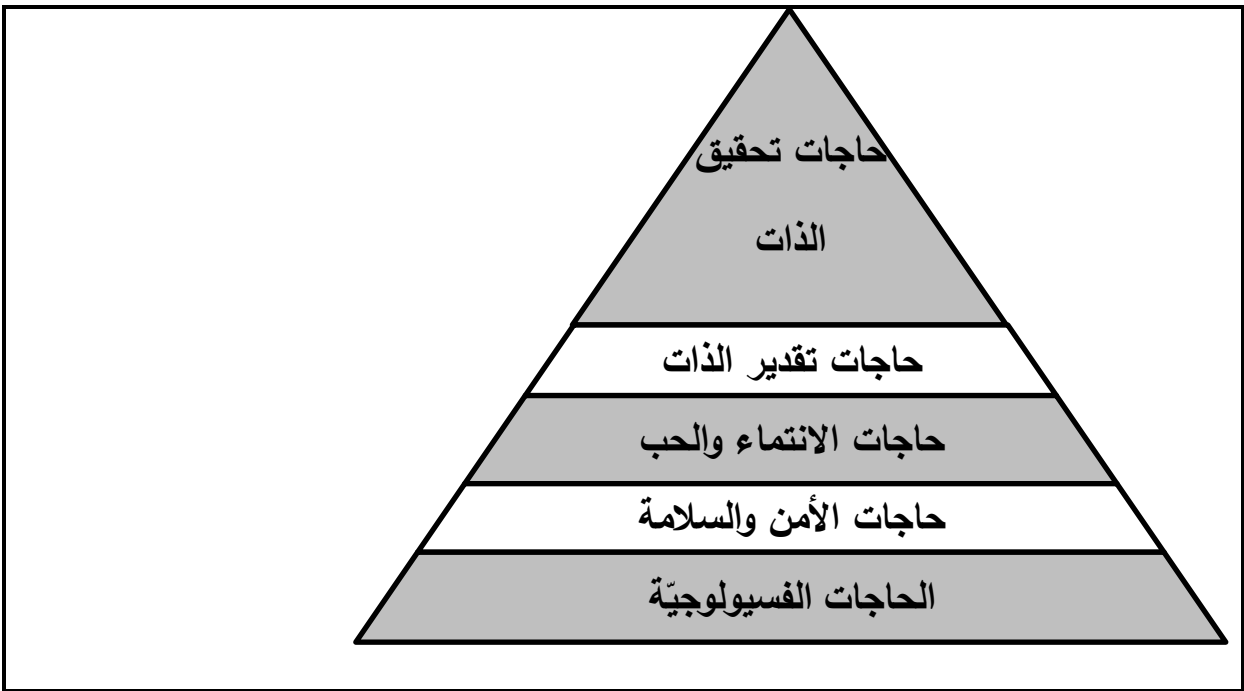 حاجات تحقيق
الذات
حاجات تقدير الذات
حاجات الانتماء والحب
حاجات الأمن والسلامة
الحاجات الفسيولوجيّة